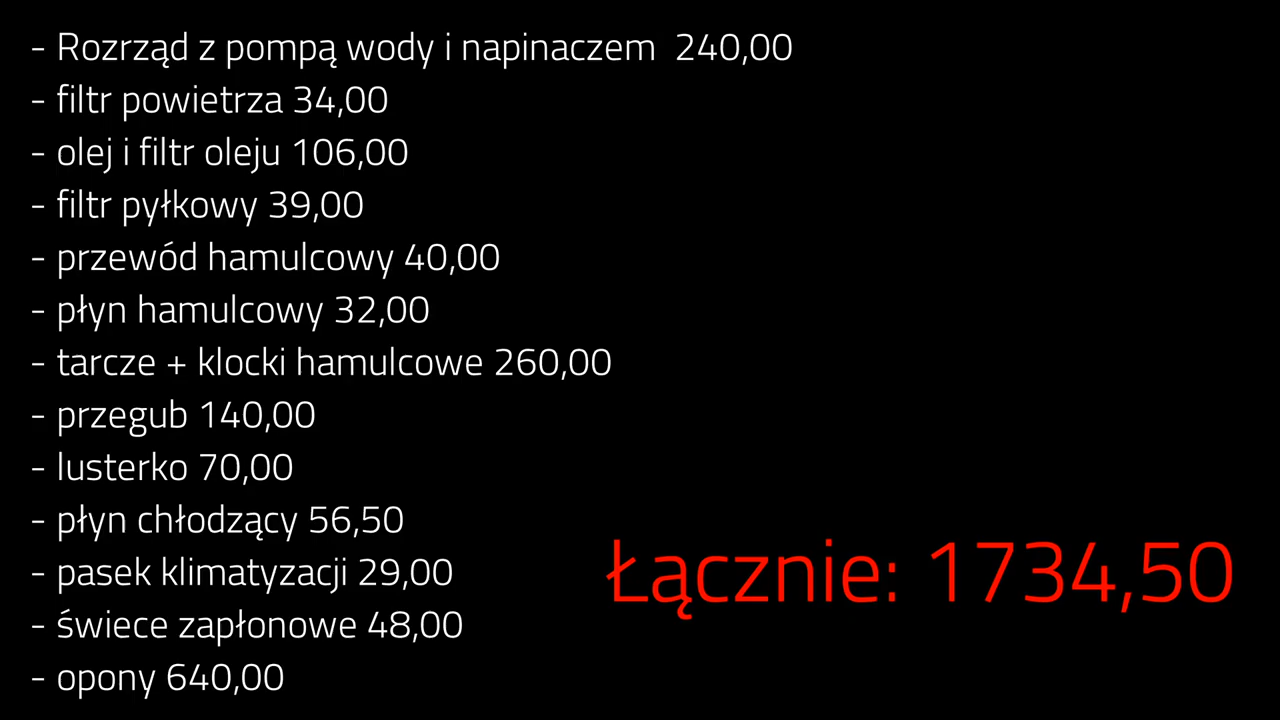 - Rozrząd z pompą wody i napinaczem  240,00
- filtr powietrza 34,00
- olej i filtr oleju 106,00
- filtr pyłkowy 39,00
- przewód hamulcowy 40,00
- płyn hamulcowy 32,00
- tarcze + klocki hamulcowe 260,00
- przegub 140,00
- lusterko 70,00
- płyn chłodzący 56,50
- pasek klimatyzacji 29,00
- świece zapłonowe 48,00
- opony 640,00
Łącznie: 1734,50